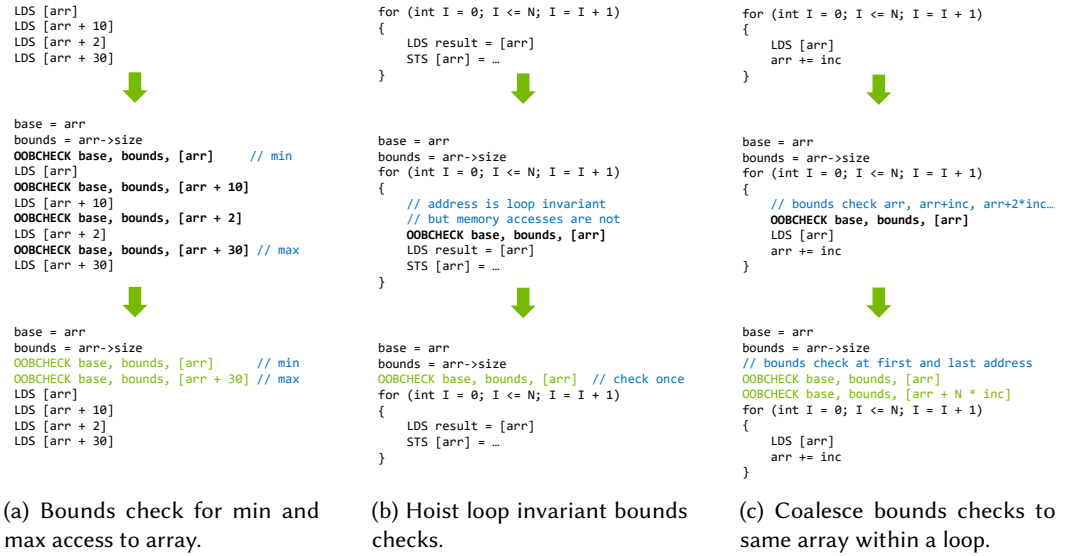 LDS [arr]
LDS [arr + 10]
LDS [arr + 2]
LDS [arr + 30]
base = arr
bounds = arr->size
OOBCHECK base, bounds, [arr] // min
LDS [arr]
OOBCHECK base, bounds, [arr + 10]
LDS [arr + 10]
OOBCHECK base, bounds, [arr + 2]
LDS [arr + 2]
OOBCHECK base, bounds, [arr + 30] // max
LDS [arr + 30]
base = arr
bounds = arr->size
OOBCHECK base, bounds, [arr] // min
OOBCHECK base, bounds, [arr + 30] // max
LDS [arr]
LDS [arr + 10]
LDS [arr + 2]
LDS [arr + 30]
(a) Bounds check for min and
max access to array.
for (int I = 0; I <= N; I = I + 1)
{
LDS result = [arr]
STS [arr] = …
}
base = arr
bounds = arr->size
for (int I = 0; I <= N; I = I + 1)
{
// address is loop invariant
// but memory accesses are not
OOBCHECK base, bounds, [arr]
LDS result = [arr]
STS [arr] = …
}
base = arr
bounds = arr->size
OOBCHECK base, bounds, [arr] // check once
for (int I = 0; I <= N; I = I + 1)
{
LDS result = [arr]
STS [arr] = …
}
(b) Hoist loop invariant bounds
checks.
for (int I = 0; I <= N; I = I + 1)
{
LDS [arr]
arr += inc
}
base = arr
bounds = arr->size
for (int I = 0; I <= N; I = I + 1)
{
// bounds check arr, arr+inc, arr+2*inc…
OOBCHECK base, bounds, [arr]
LDS [arr]
arr += inc
}
base = arr
bounds = arr->size
// bounds check at first and last address
OOBCHECK base, bounds, [arr]
OOBCHECK base, bounds, [arr + N * inc]
for (int I = 0; I <= N; I = I + 1)
{
LDS [arr]
arr += inc
}
(c) Coalesce bounds checks to
same array within a loop.